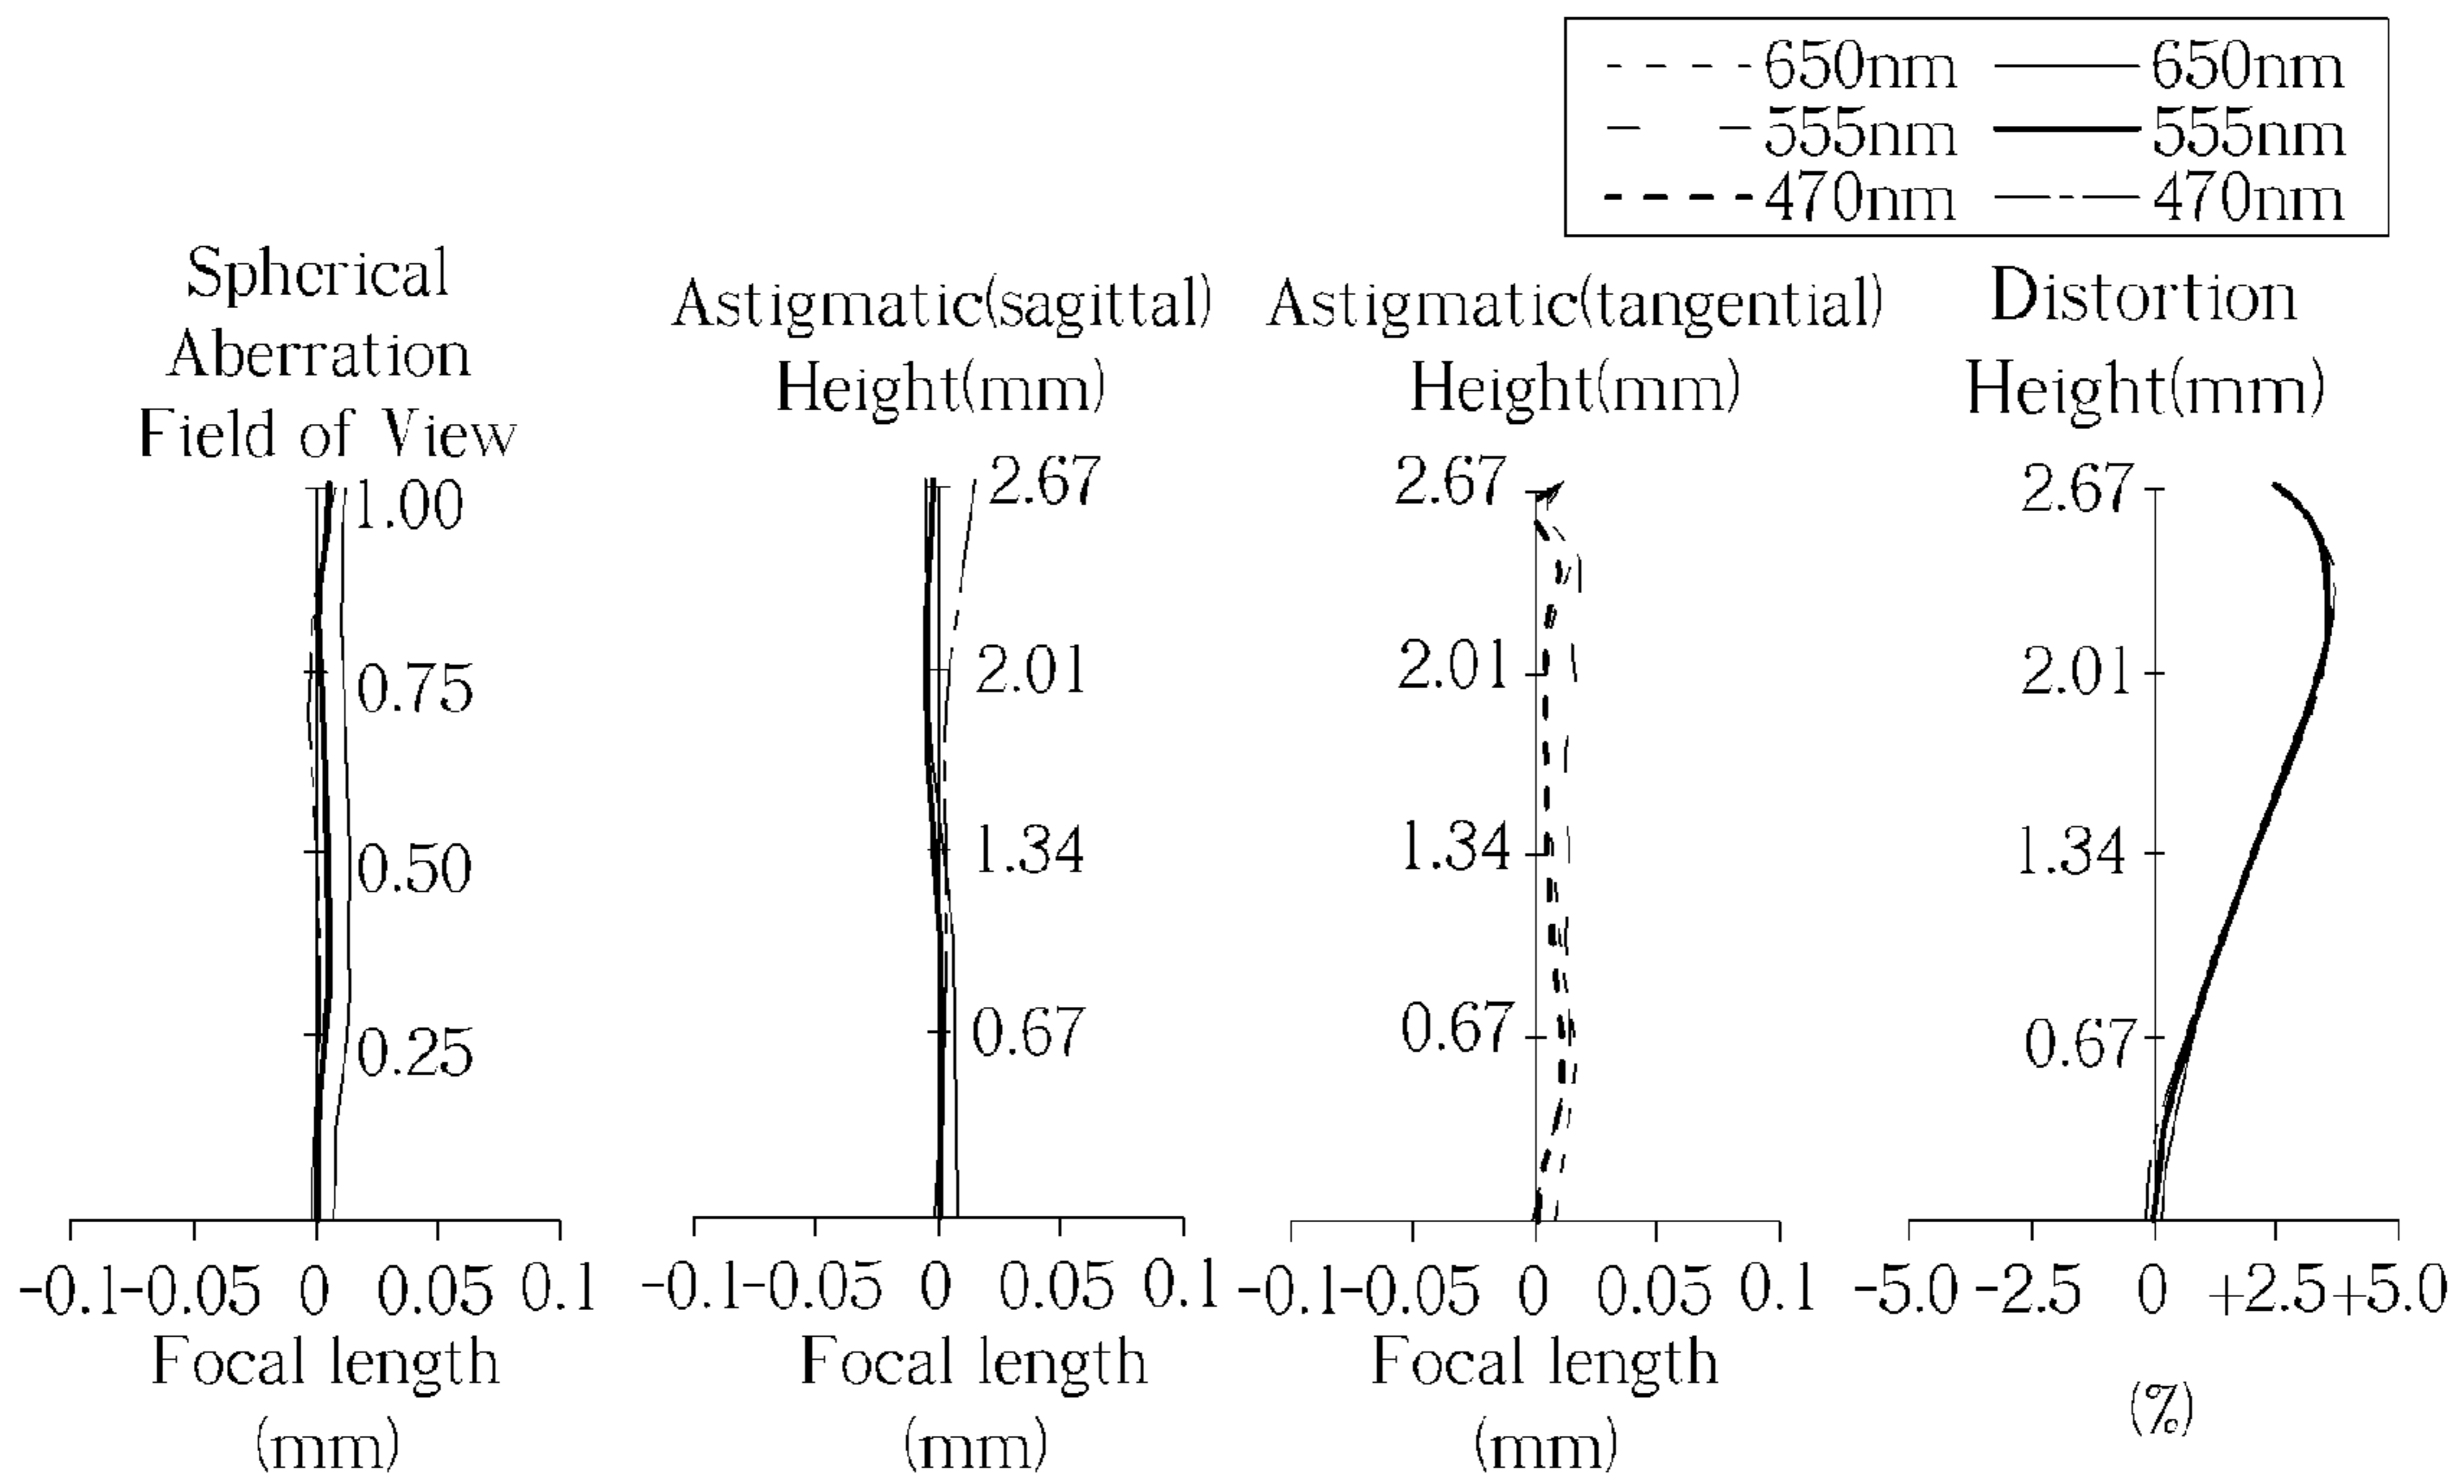 650nm 650nm
555nm 555nm
470nm 470nm
Spherical
Aberration
Field of View
1.00
0.75
0.50
0.25
-0.1 -0.05 0 0.05 0.1
Focal length
(mm)
Astigmatic(sagittal)
Height(mm)
2.67
2.01
1.34
0.67
-0.1 -0.05 0 0.05 0.1
Focal length
(mm)
Astigmatic(tangential)
Height(mm)
2.67
2.01
1.34
0.67
-0.1 -0.05 0 0.05 0.1
Focal length
(mm)
Distortion
Height(mm)
2.67
2.01
1.34
0.67
-5.0 -2.5 0 +2.5 +5.0
(%)